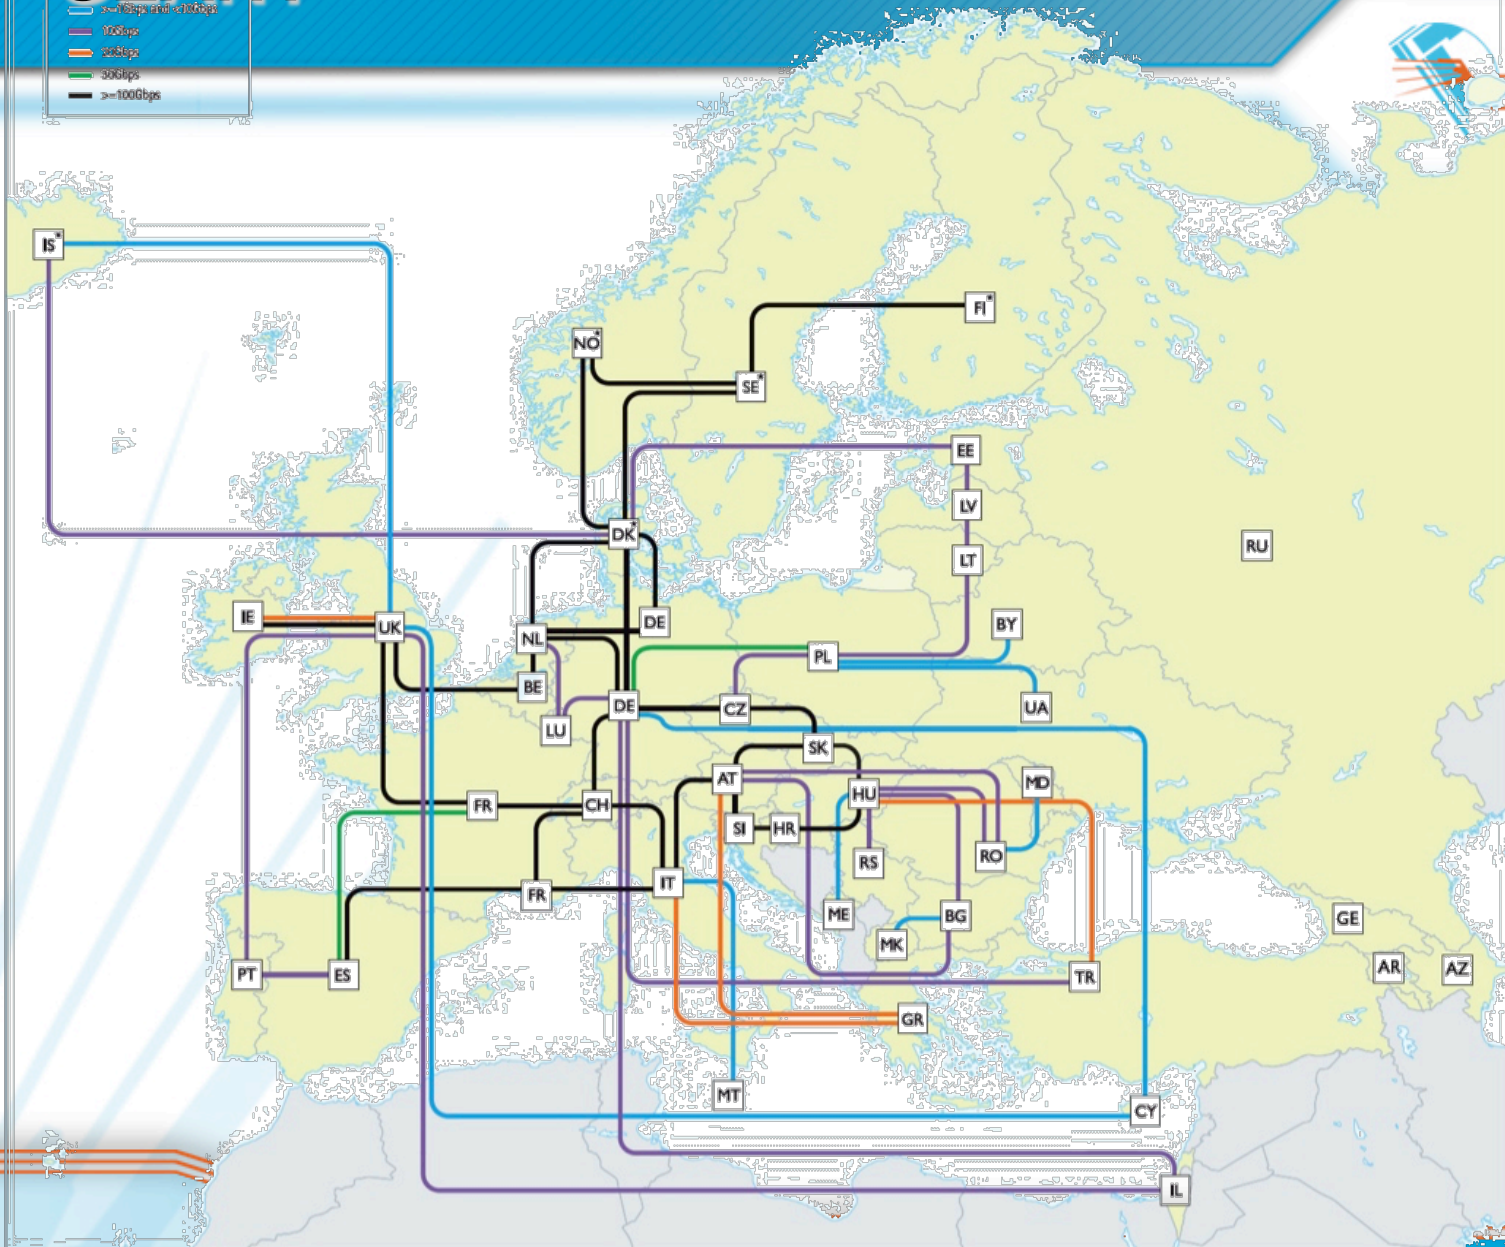 10Gbps
20Gbps
30Gbps
>=100Gbps
IS*
FI*
NO*
SE*
EE
LV
DK*
RU
LT
IE
UK
NL
DE
BY
PL
BE
DE
CZ
UA
LU
SK
AT
MD
HU
FR
CH
SI
HR
RO
RS
IT
FR
ME
BG
GE
MK
AR
AZ
PT
ES
TR
GR
MT
CY
IL